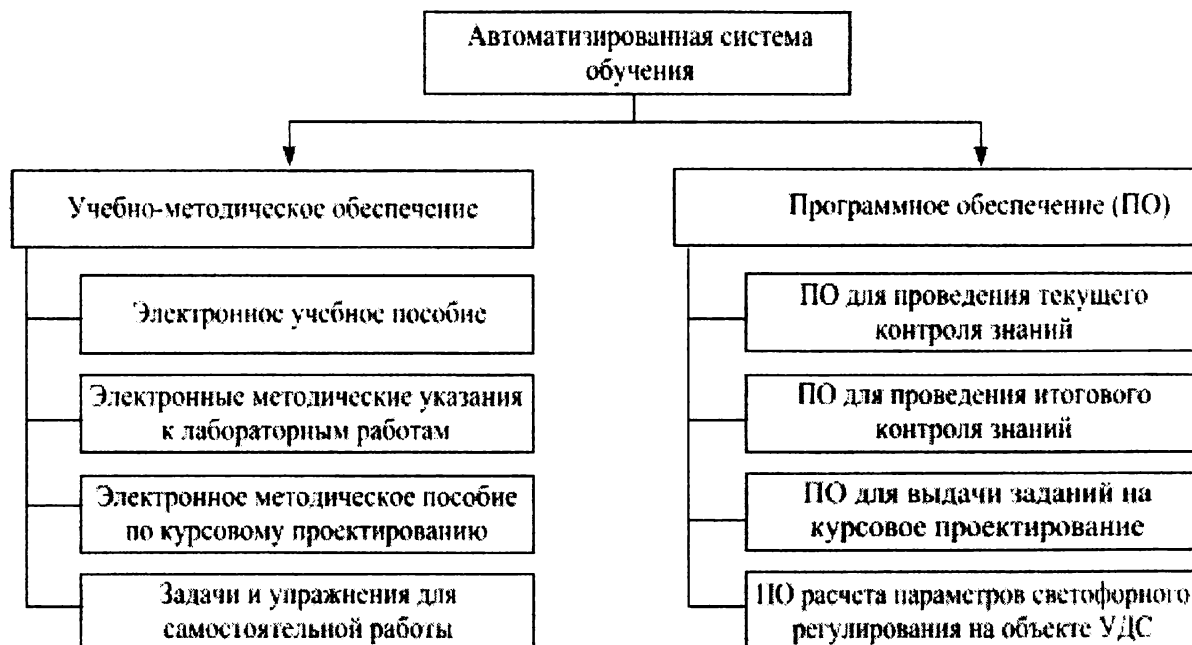 Автоматизированная система
обучения
Учебно-методическое обеспечение
Электронное учебное пособие
Электронные методические указания
к лабораторным работам
Электронное методическое пособие
по курсовому проектированию
Задачи и упражнения для
самостоятельной работы
Программное обеспечение (ПО)
ПО для проведения текущего
контроля знаний
ПО для проведения итогового
контроля знаний
ПО для выдачи заданий на
курсовое проектирование
ПО расчета параметров светофорного
регулирования на объекте УДС